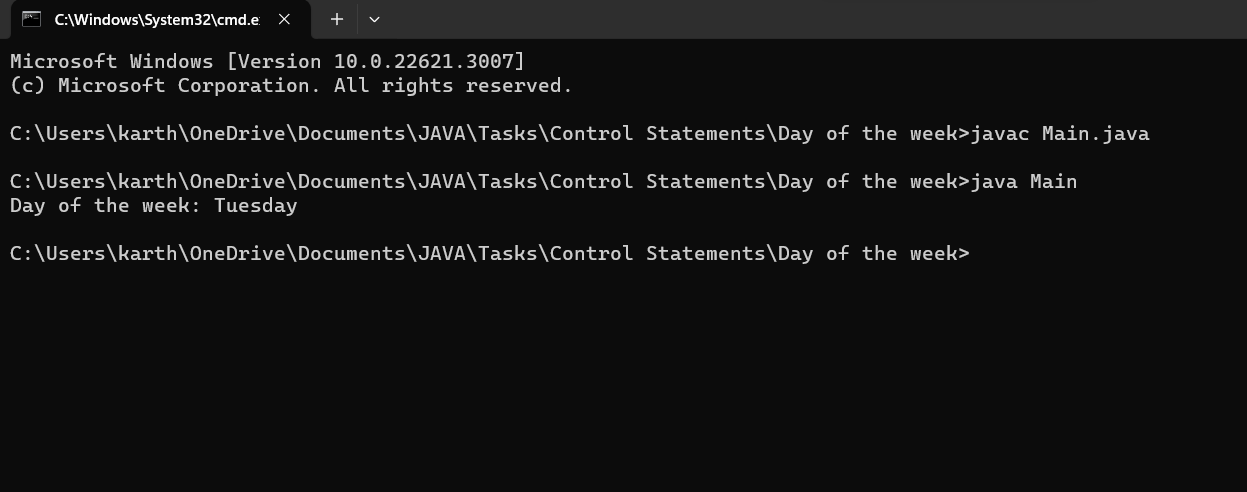 C:\Windows\System32\cmd.e
Microsoft Windows [Version 10.0.22621.3007]
(c) Microsoft Corporation. All rights reserved.
C:\Users\karth\OneDrive\Documents\JAVA\Tasks\Control Statements\Day of the week>javac Main.java
C:\Users\karth\OneDrive\Documents\JAVA\Tasks\Control Statements\Day of the week>java Main
Day of the week: Tuesday
C:\Users\karth\OneDrive\Documents\JAVA\Tasks\Control Statements\Day of the week>